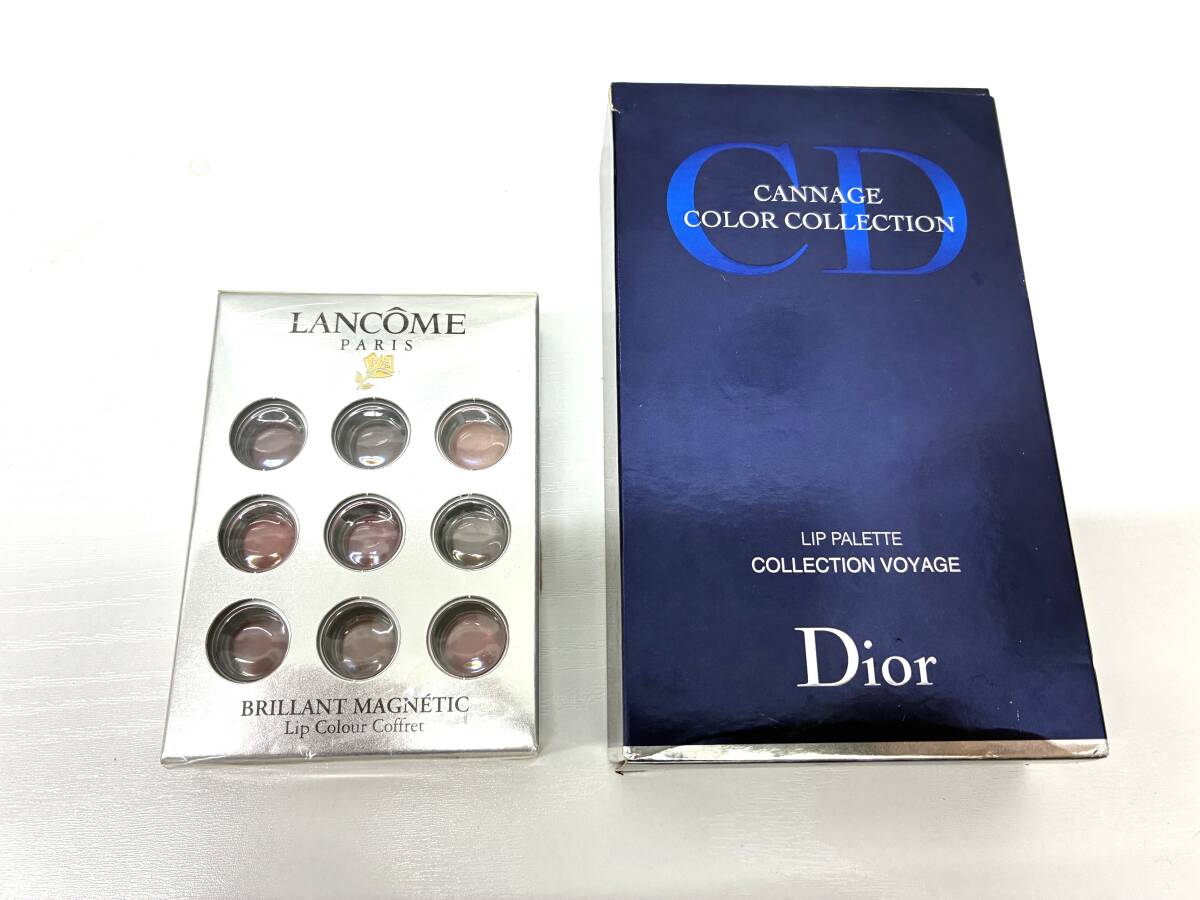 LANCÔME
PARIS
BRILLANT MAGNÉTIC
Lip Colour Coffret
CD
CANNAGE
COLOR COLLECTION
LIP PALETTE
COLLECTION VOYAGE
Dior